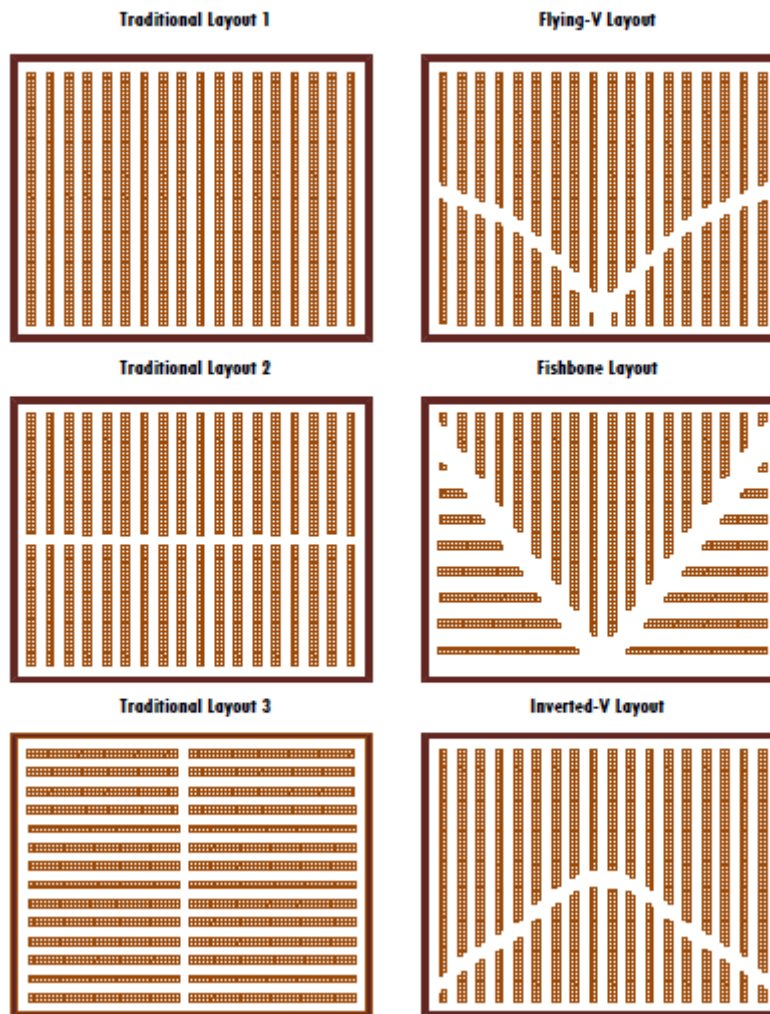 Traditional Layout 1
Flying-V Layout
Traditional Layout 2
Fishbone Layout
Traditional Layout 3
Inverted-V Layout